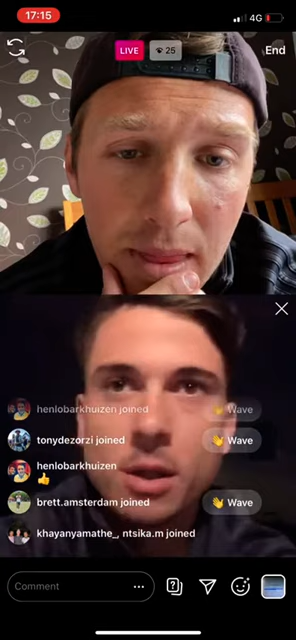 17:15
4G
LIVE
25
End
henlobarkhuizen joined
Wave
tonydezorzi joined
Wave
henlobarkhuizen
👍
brett.amsterdam joined
Wave
khayanyamathe_, ntsika.m joined
Comment